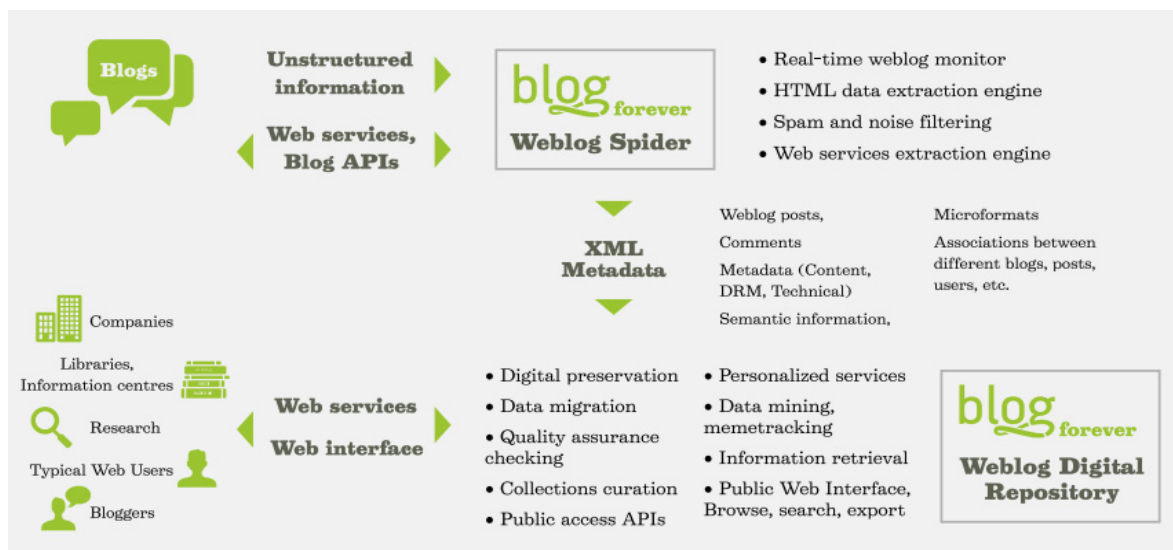 Blogs
Unstructured
information
Web services,
Blog APIs
blog
forever
Weblog Spider
• Real-time weblog monitor
• HTML data extraction engine
• Spam and noise filtering
• Web services extraction engine
XML
Metadata
Weblog posts,
Comments
Metadata (Content,
DRM, Technical)
Semantic information,
Microformats
Associations between
different blogs, posts,
users, etc.
Companies
Libraries,
Information centres
Research
Typical Web Users
Bloggers
Web services
Web interface
• Digital preservation
• Data migration
• Quality assurance
checking
• Collections curation
• Public access APIs
• Personalized services
• Data mining,
memetracking
• Information retrieval
• Public Web Interface,
Browse, search, export
blog
forever
Weblog Digital
Repository